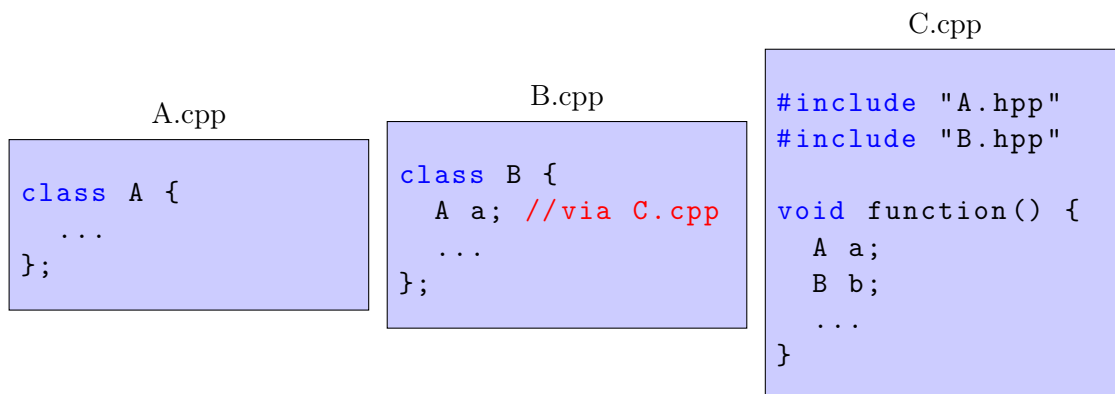 A.cpp
class A {
  ...
};
B.cpp
class B {
  A a; //via C.cpp
  ...
};
C.cpp
#include "A.hpp"
#include "B.hpp"
void function() {
  A a;
  B b;
  ...
}